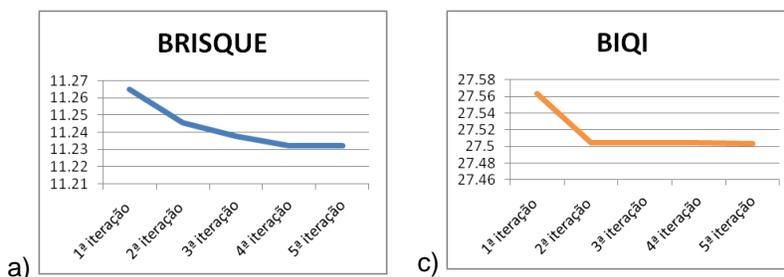 BRISQUE
11.27
11.26
11.25
11.24
11.23
11.22
11.21
1ª iteração
2ª iteração
3ª iteração
4ª iteração
5ª iteração
a)
BIQI
27.58
27.56
27.54
27.52
27.5
27.48
27.46
1ª iteração
2ª iteração
3ª iteração
4ª iteração
5ª iteração
c)